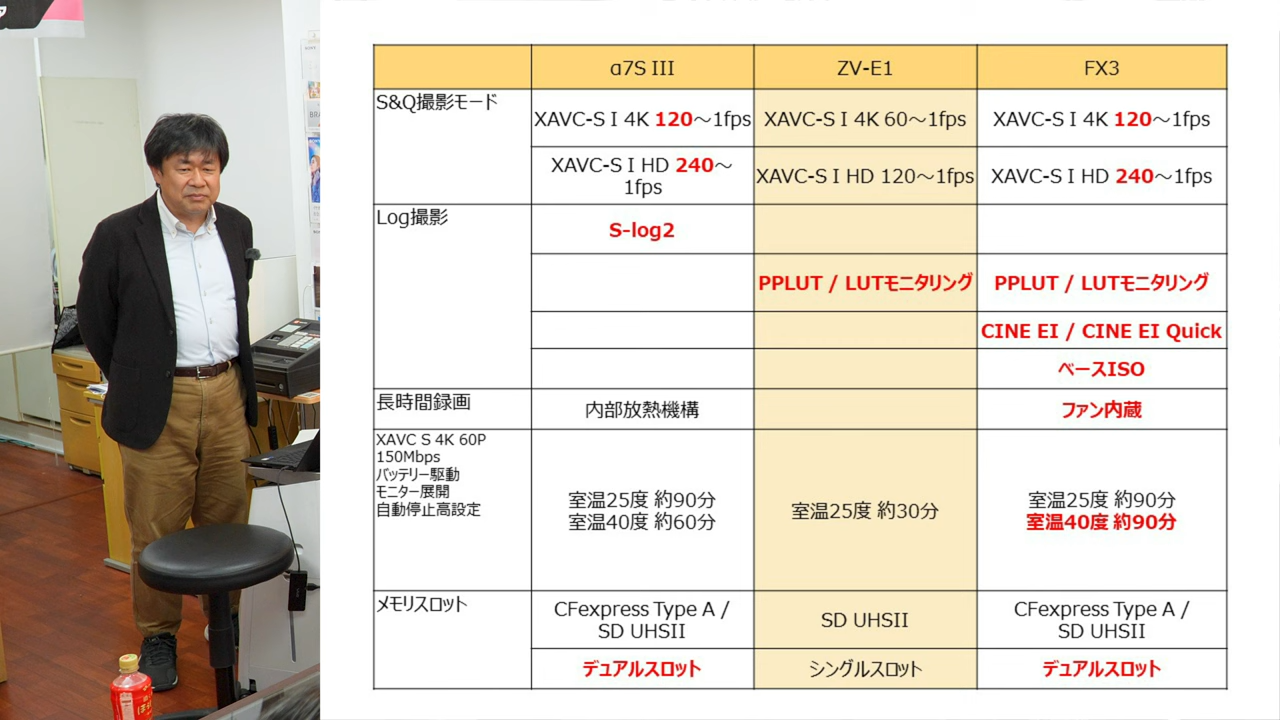 α7S III
ZV-E1
FX3
S&Q撮影モード
XAVC-S I 4K 120～1fps
XAVC-S I 4K 60～1fps
XAVC-S I 4K 120～1fps
XAVC-S I HD 240～
1fps
XAVC-S I HD 120～1fps
XAVC-S I HD 240～1fps
Log撮影
S-log2
PPLUT / LUTモニタリング
PPLUT / LUTモニタリング
CINE EI / CINE EI Quick
ベースISO
長時間録画
内部放熱機構
ファン内蔵
XAVC S 4K 60P
150Mbps
バッテリー駆動
モニター展開
自動停止高設定
室温25度 約90分
室温40度 約60分
室温25度 約30分
室温25度 約90分
室温40度 約90分
メモリスロット
CFexpress Type A /
SD UHSII
SD UHSII
CFexpress Type A /
SD UHSII
デュアルスロット
シングルスロット
デュアルスロット